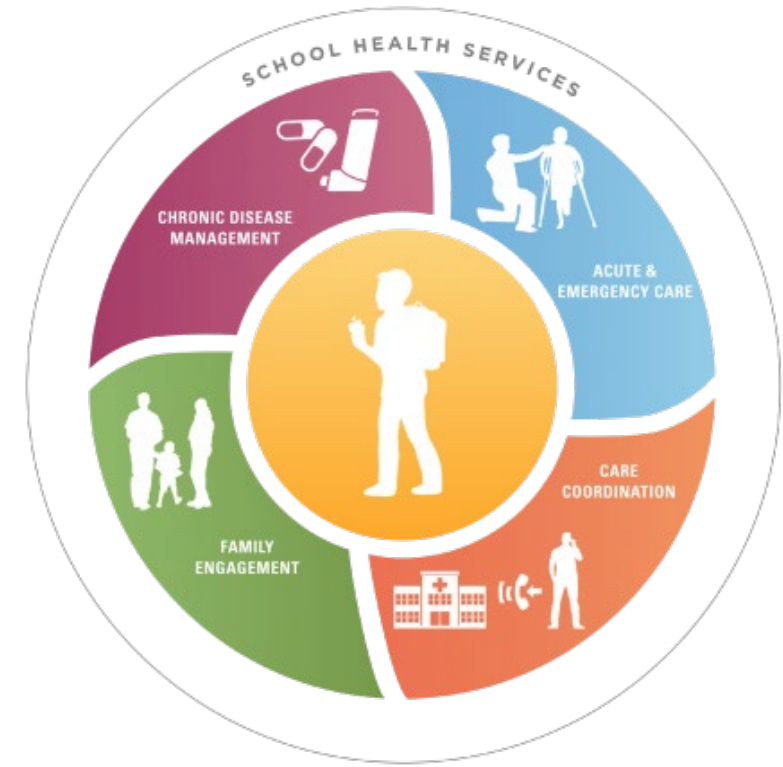 SCHOOL HEALTH SERVICES
CHRONIC DISEASE
MANAGEMENT
ACUTE &
EMERGENCY CARE
CARE
COORDINATION
FAMILY
ENGAGEMENT